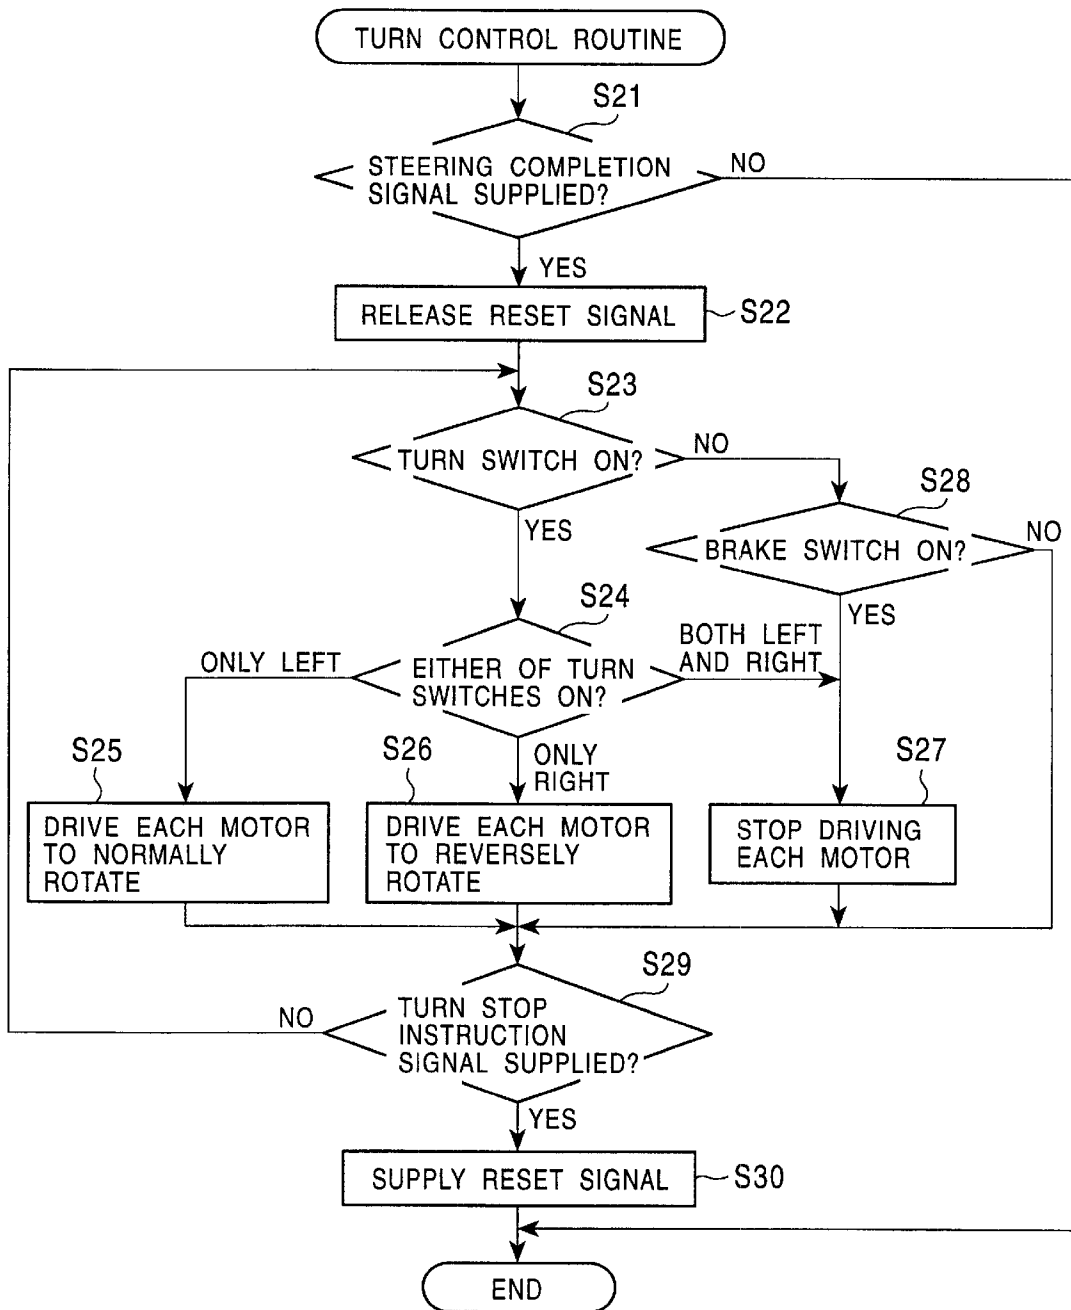 TURN CONTROL ROUTINE
S21
STEERING COMPLETION
SIGNAL SUPPLIED?
NO
YES
RELEASE RESET SIGNAL
S22
S23
TURN SWITCH ON?
NO
YES
S28
BRAKE SWITCH ON?
NO
YES
S24
EITHER OF TURN
SWITCHES ON?
ONLY LEFT
BOTH LEFT
AND RIGHT
ONLY
RIGHT
S25
DRIVE EACH MOTOR
TO NORMALLY
ROTATE
S26
DRIVE EACH MOTOR
TO REVERSELY
ROTATE
S27
STOP DRIVING
EACH MOTOR
S29
TURN STOP
INSTRUCTION
SIGNAL SUPPLIED?
NO
YES
SUPPLY RESET SIGNAL
S30
END